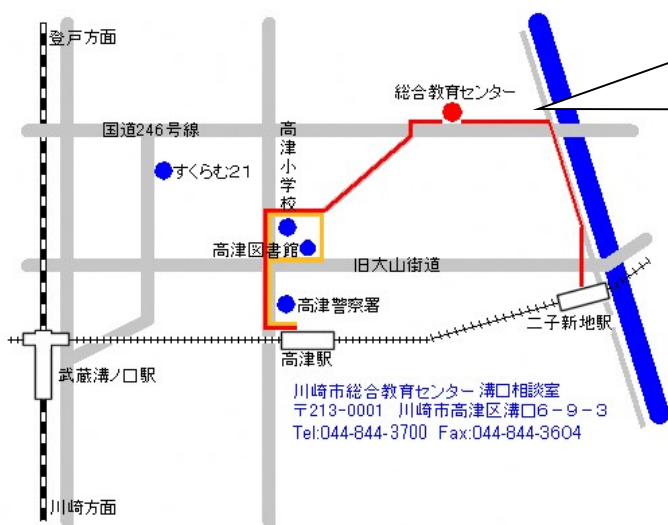 登戸方面
総合教育センター
国道246号線
高津小学校
すくらむ21
高津図書館
旧大山街道
高津警察署
二子新地駅
高津駅
武蔵溝ノ口駅
川崎市総合教育センター 溝口相談室
〒213-0001 川崎市高津区溝口6-9-3
Tel:044-844-3700 Fax:044-844-3604
川崎方面